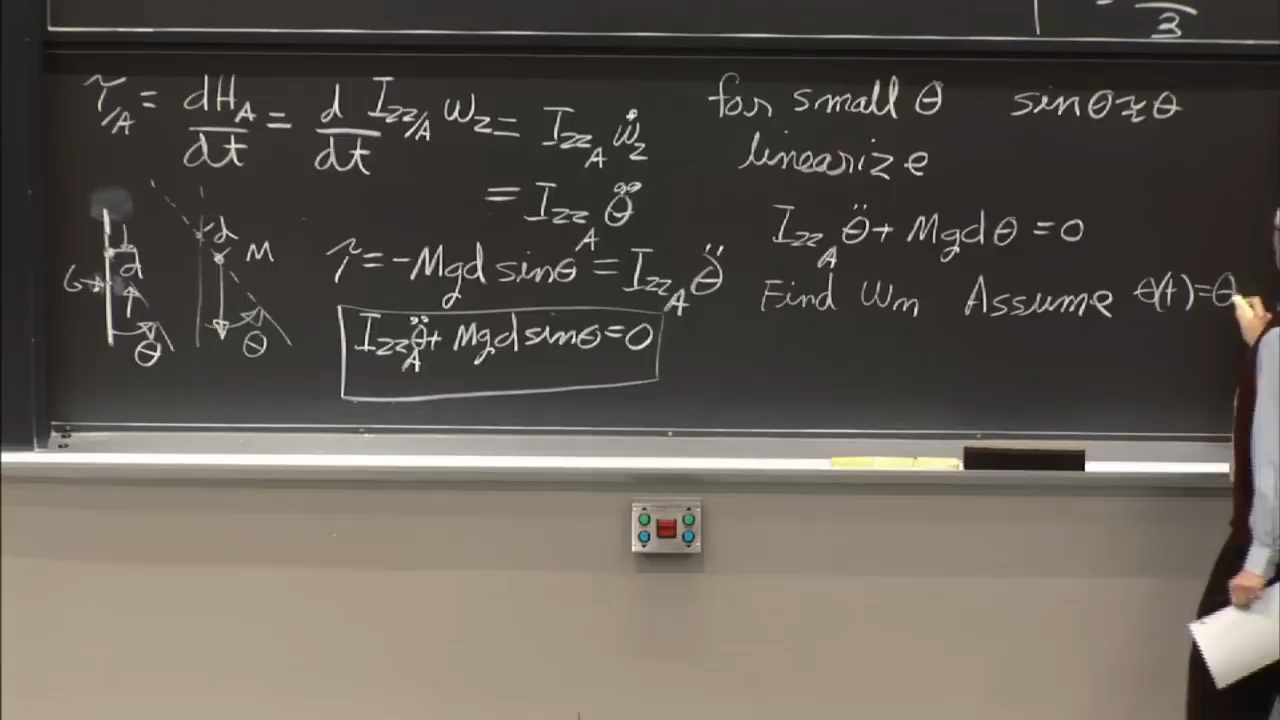 3
τ/A = dH_A/dt = d/dt I_zz/A ω_z = I_zz_A ω̇_z
= I_zz_A θ̈
τ = -Mgd sinθ = I_zz_A θ̈
I_zz_A θ̈ + Mgd sinθ = 0
d
M
G
d
θ
θ
for small θ sinθ ≈ θ
linearize
I_zz_A θ̈ + Mgd θ = 0
Find ω_n Assume θ(t) = θ